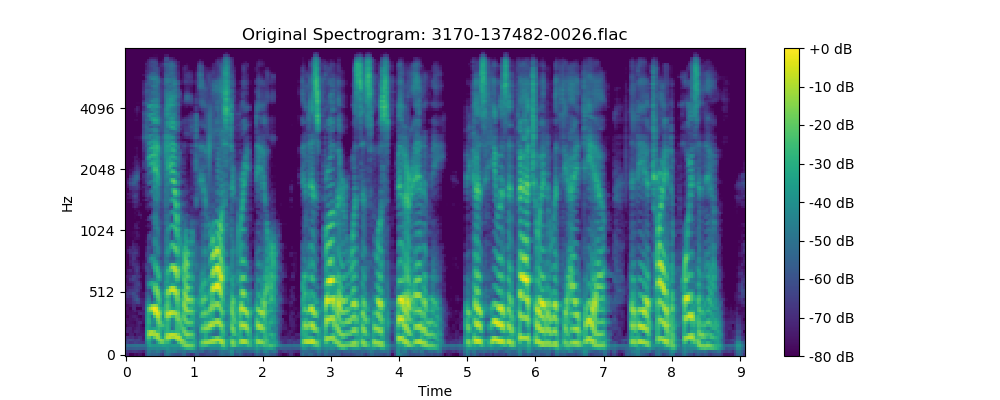 Original Spectrogram: 3170-137482-0026.flac
Hz
4096
2048
1024
512
0
0 1 2 3 4 5 6 7 8 9
Time
+0 dB
-10 dB
-20 dB
-30 dB
-40 dB
-50 dB
-60 dB
-70 dB
-80 dB